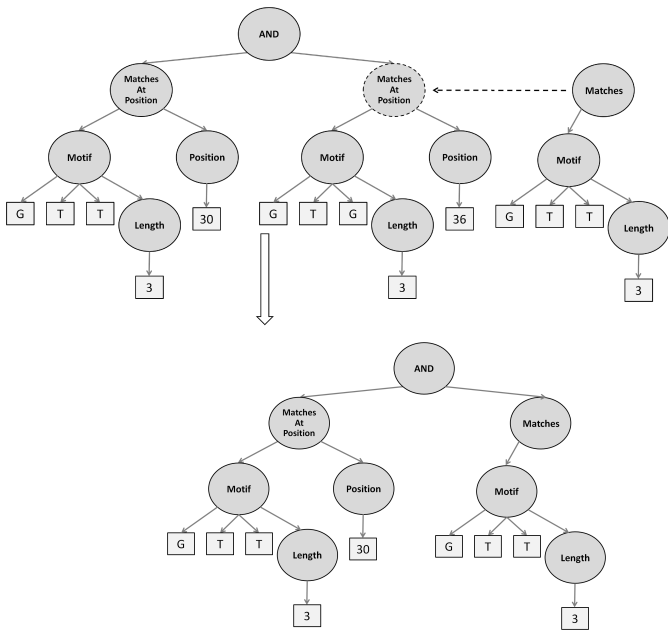 AND
Matches
At
Position
Matches
At
Position
Matches
Motif
Position
Motif
Position
Motif
G T T
Length
30
G T G
Length
36
G T T
Length
3
3
3
AND
Matches
At
Position
Matches
Motif
Position
Motif
G T T
Length
30
G T T
Length
3
3